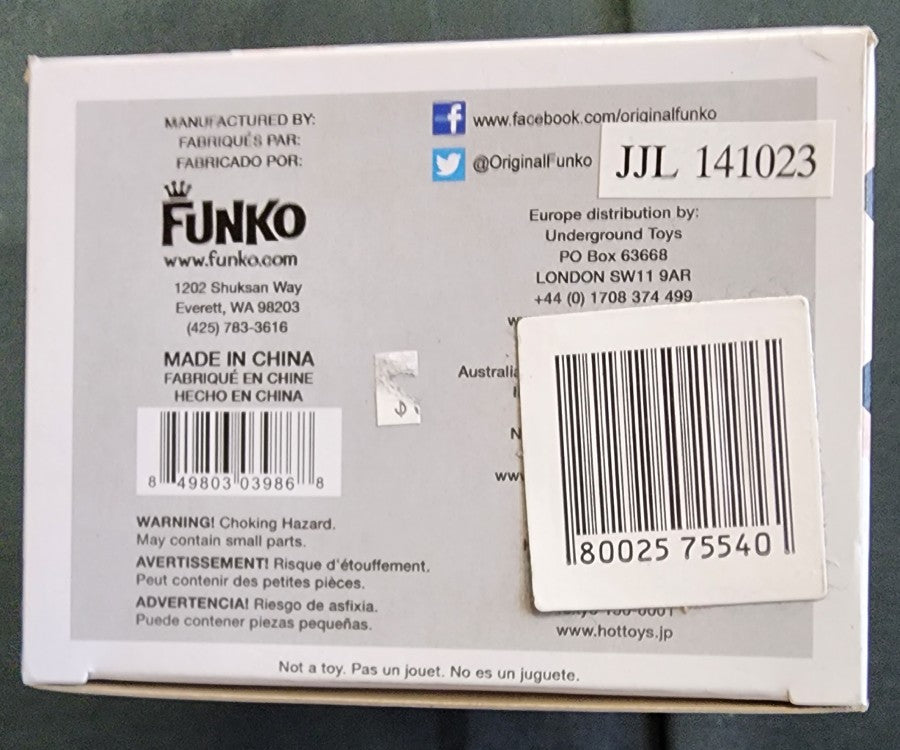 MANUFACTURED BY:
FABRIQUÉS PAR:
FABRICADO POR:
FUNKO
www.funko.com
1202 Shuksan Way
Everett, WA 98203
(425) 783-3616
MADE IN CHINA
FABRIQUÉ EN CHINE
HECHO EN CHINA
8 49803 03986 8
WARNING! Choking Hazard.
May contain small parts.
AVERTISSEMENT! Risque d'étouffement.
Peut contenir des petites pièces.
ADVERTENCIA! Riesgo de asfixia.
Puede contener piezas pequeñas.
www.facebook.com/originalfunko
@OriginalFunko
JJL 141023
Europe distribution by:
Underground Toys
PO Box 63668
LONDON SW11 9AR
+44 (0) 1708 374 499
80025 75540
www.hottoys.jp
Not a toy. Pas un jouet. No es un juguete.